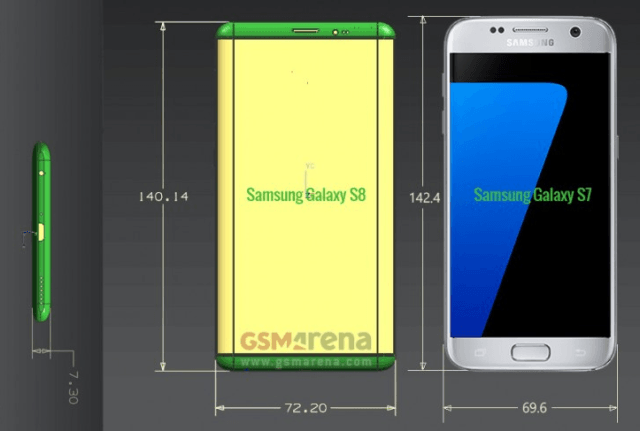 142.4
SAMSUNG
140.14
YC
Samsung Galaxy S8
Samsung Galaxy S7
GSMarena
www.gsmarena.com
7.30
72.20
69.6